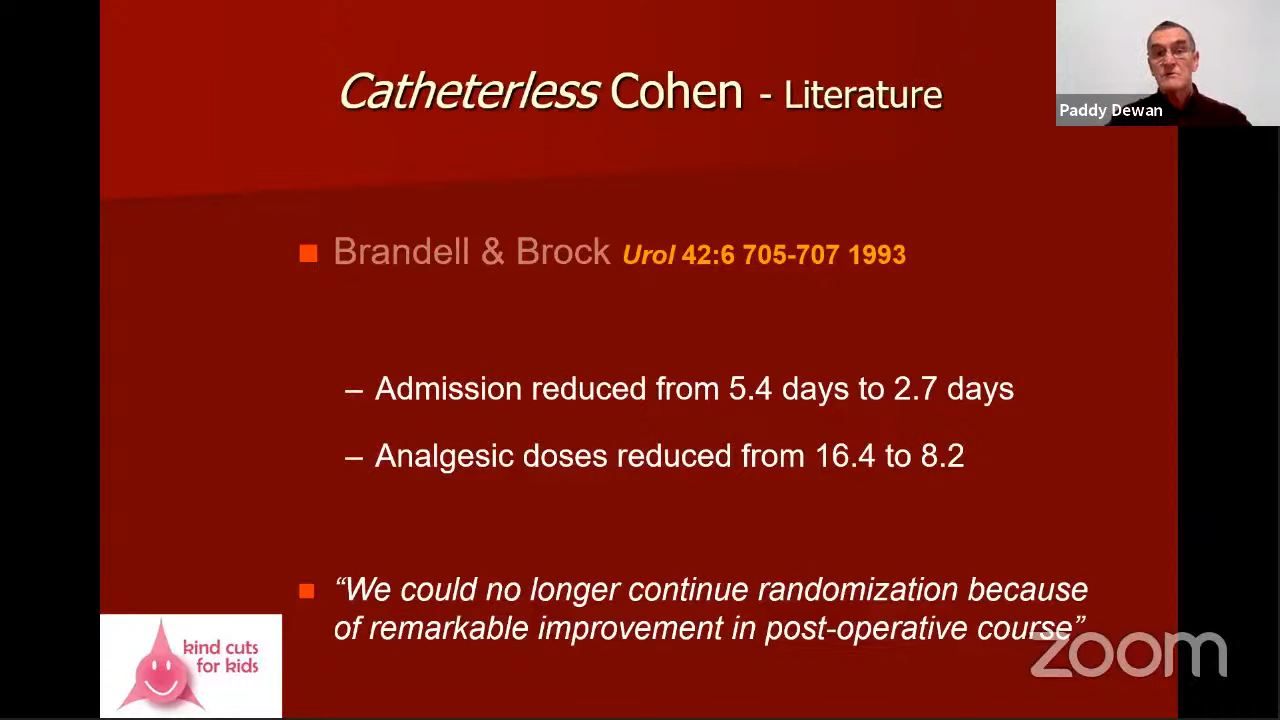 Catheterless Cohen - Literature
Paddy Dewan
Brandell & Brock Urol 42:6 705-707 1993
– Admission reduced from 5.4 days to 2.7 days
– Analgesic doses reduced from 16.4 to 8.2
“We could no longer continue randomization because
of remarkable improvement in post-operative course”
kind cuts
for kids
zoom